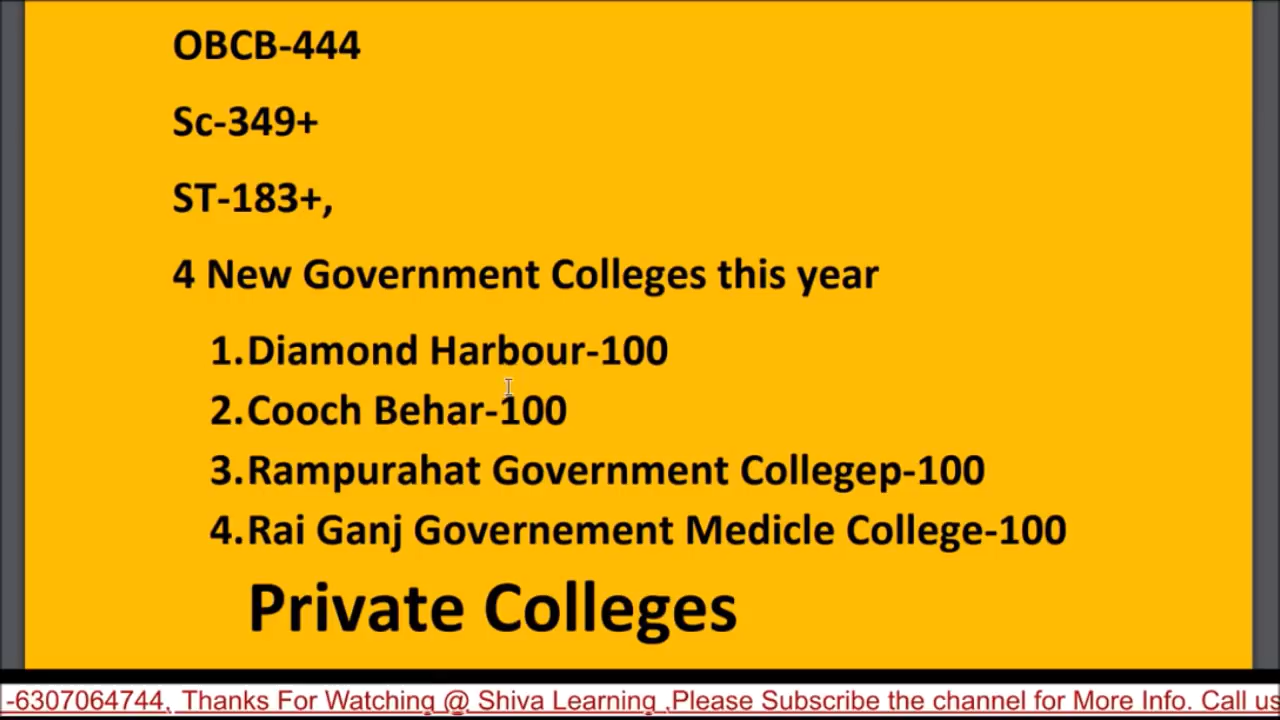 OBCB-444
Sc-349+
ST-183+,
4 New Government Colleges this year
1.Diamond Harbour-100
2.Cooch Behar-100
3.Rampurahat Government Collegep-100
4.Rai Ganj Governement Medicle College-100
Private Colleges
-6307064744, Thanks For Watching @ Shiva Learning ,Please Subscribe the channel for More Info. Call us